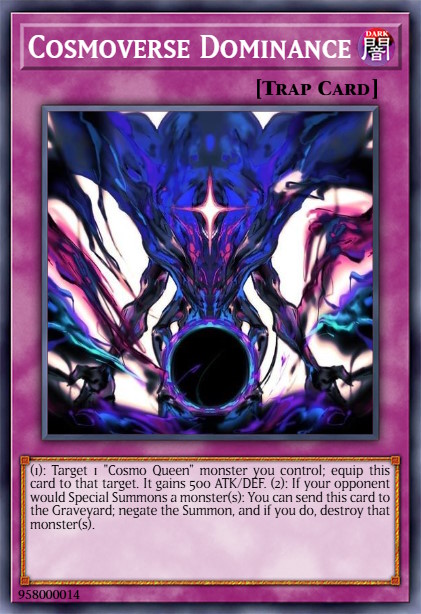 Cosmoverse Dominance
DARK
闇
[Trap Card]
(1): Target 1 "Cosmo Queen" monster you control; equip this
card to that target. It gains 500 ATK/DEF. (2): If your opponent
would Special Summons a monster(s): You can send this card to
the Graveyard; negate the Summon, and if you do, destroy that
monster(s).
958000014